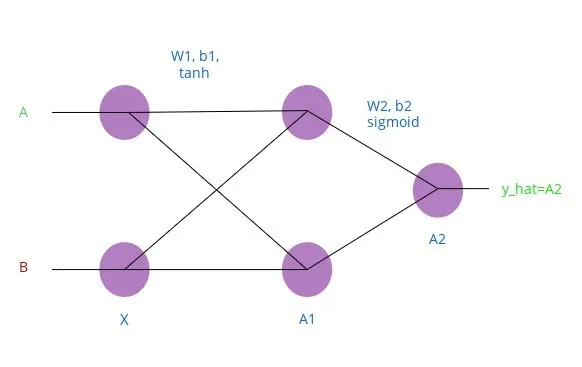 W1, b1,
tanh
A
W2, b2
sigmoid
y_hat=A2
A2
B
X
A1